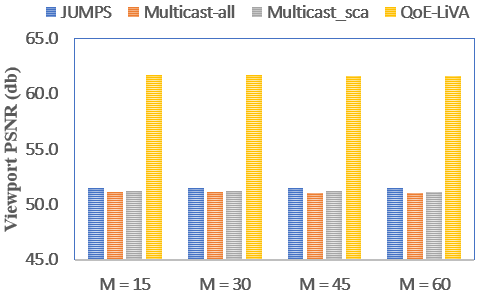 JUMPS Multicast-all Multicast_sca QoE-LiVA
Viewport PSNR (db)
65.0
60.0
55.0
50.0
45.0
M = 15 M = 30 M = 45 M = 60